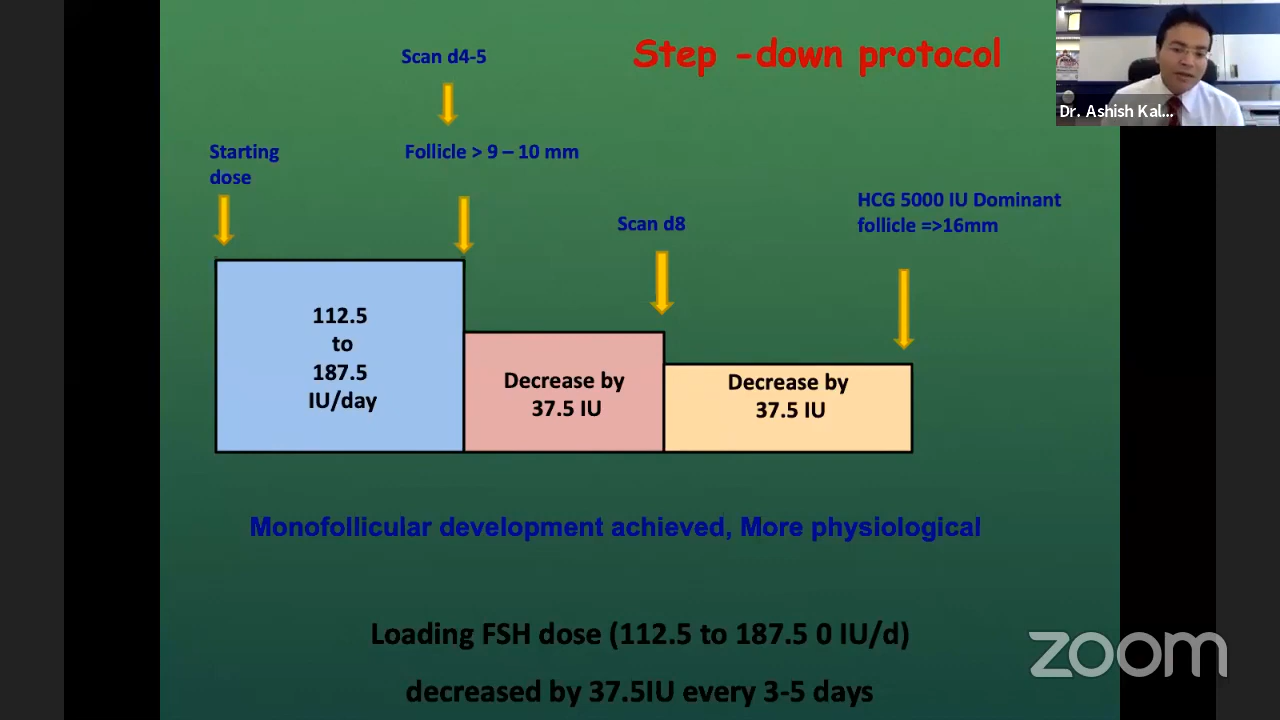 Step -down protocol
Scan d4-5
Dr. Ashish Kal...
Starting
dose
Follicle > 9 – 10 mm
HCG 5000 IU Dominant
follicle =>16mm
Scan d8
112.5
to
187.5
IU/day
Decrease by
37.5 IU
Decrease by
37.5 IU
Monofollicular development achieved, More physiological
Loading FSH dose (112.5 to 187.5 0 IU/d)
decreased by 37.5IU every 3-5 days
zoom